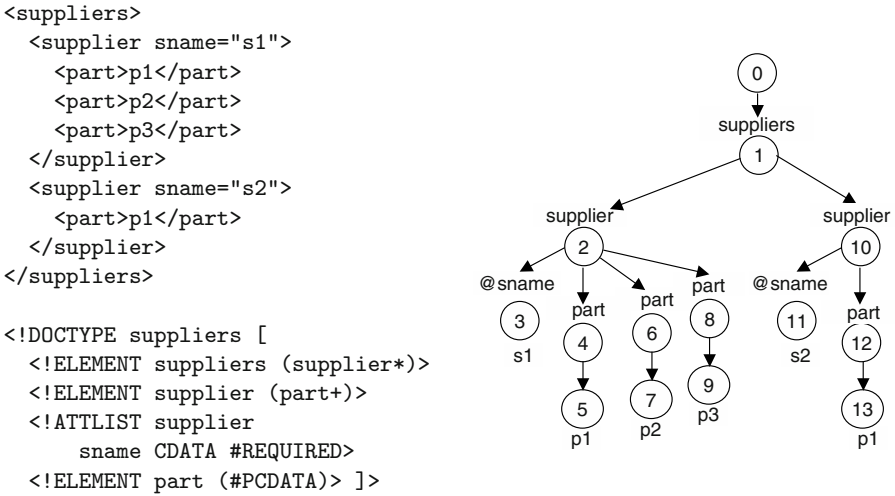 <suppliers>
  <supplier sname="s1">
    <part>p1</part>
    <part>p2</part>
    <part>p3</part>
  </supplier>
  <supplier sname="s2">
    <part>p1</part>
  </supplier>
</suppliers>
<!DOCTYPE suppliers [
  <!ELEMENT suppliers (supplier*)>
  <!ELEMENT supplier (part+)>
  <!ATTLIST supplier
      sname CDATA #REQUIRED>
  <!ELEMENT part (#PCDATA)> ]>
0
suppliers
1
supplier supplier
2 10
@sname part part part @sname part
3 4 6 8 11 12
s1 s2
5 7 9 13
p1 p2 p3 p1